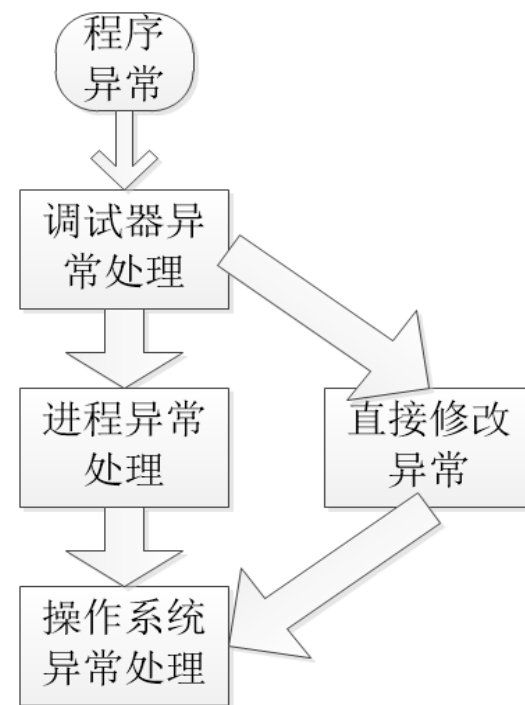 程序
异常
调试器异
常处理
进程异常
处理
直接修改
异常
操作系统
异常处理